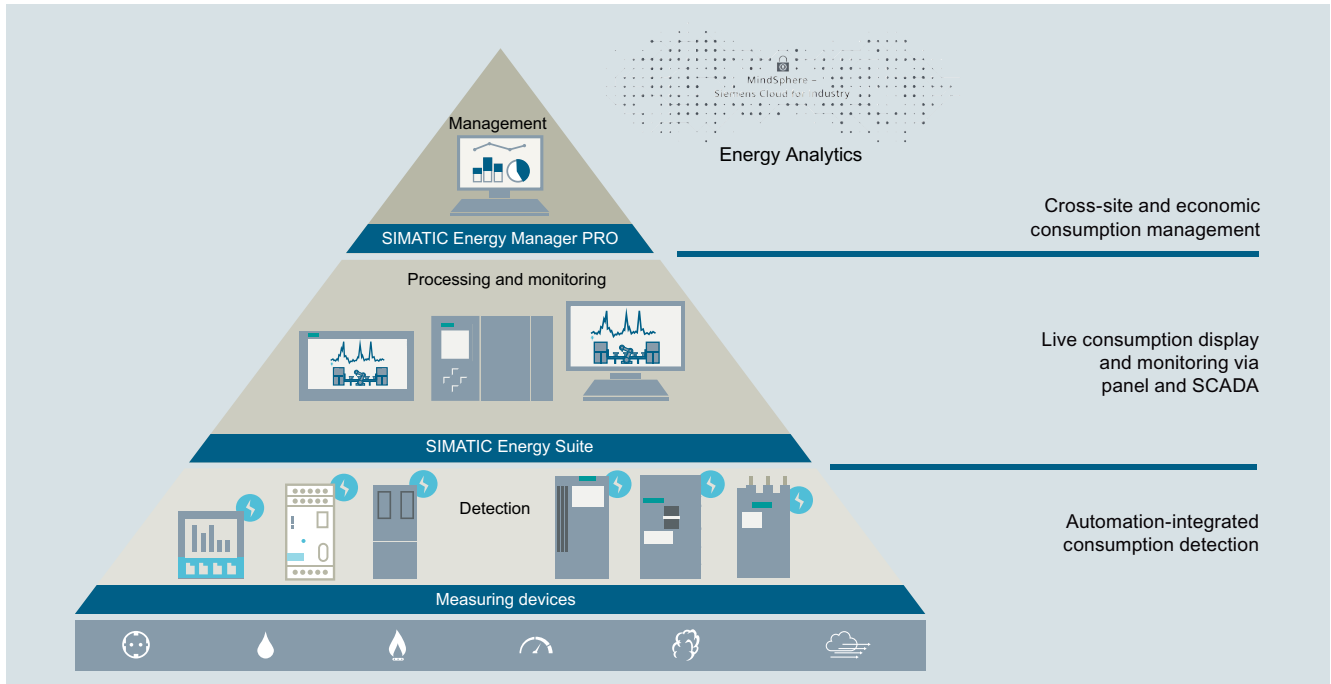 MindSphere –
Siemens Cloud for Industry
Energy Analytics
Management
SIMATIC Energy Manager PRO
Cross-site and economic
consumption management
Processing and monitoring
Live consumption display
and monitoring via
panel and SCADA
SIMATIC Energy Suite
Detection
Automation-integrated
consumption detection
Measuring devices